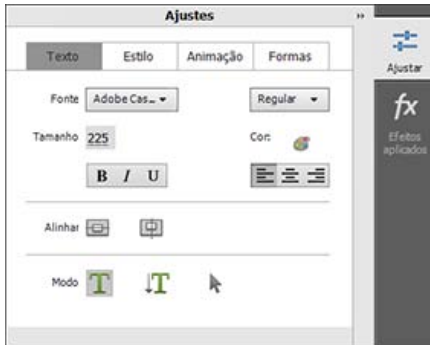 Ajustes
Texto Estilo Animação Formas
Fonte Adobe Cas... Regular
Tamanho 225 Cor:
B I U
Alinhar
Modo T T
Ajustar
fx
Efeitos
aplicados